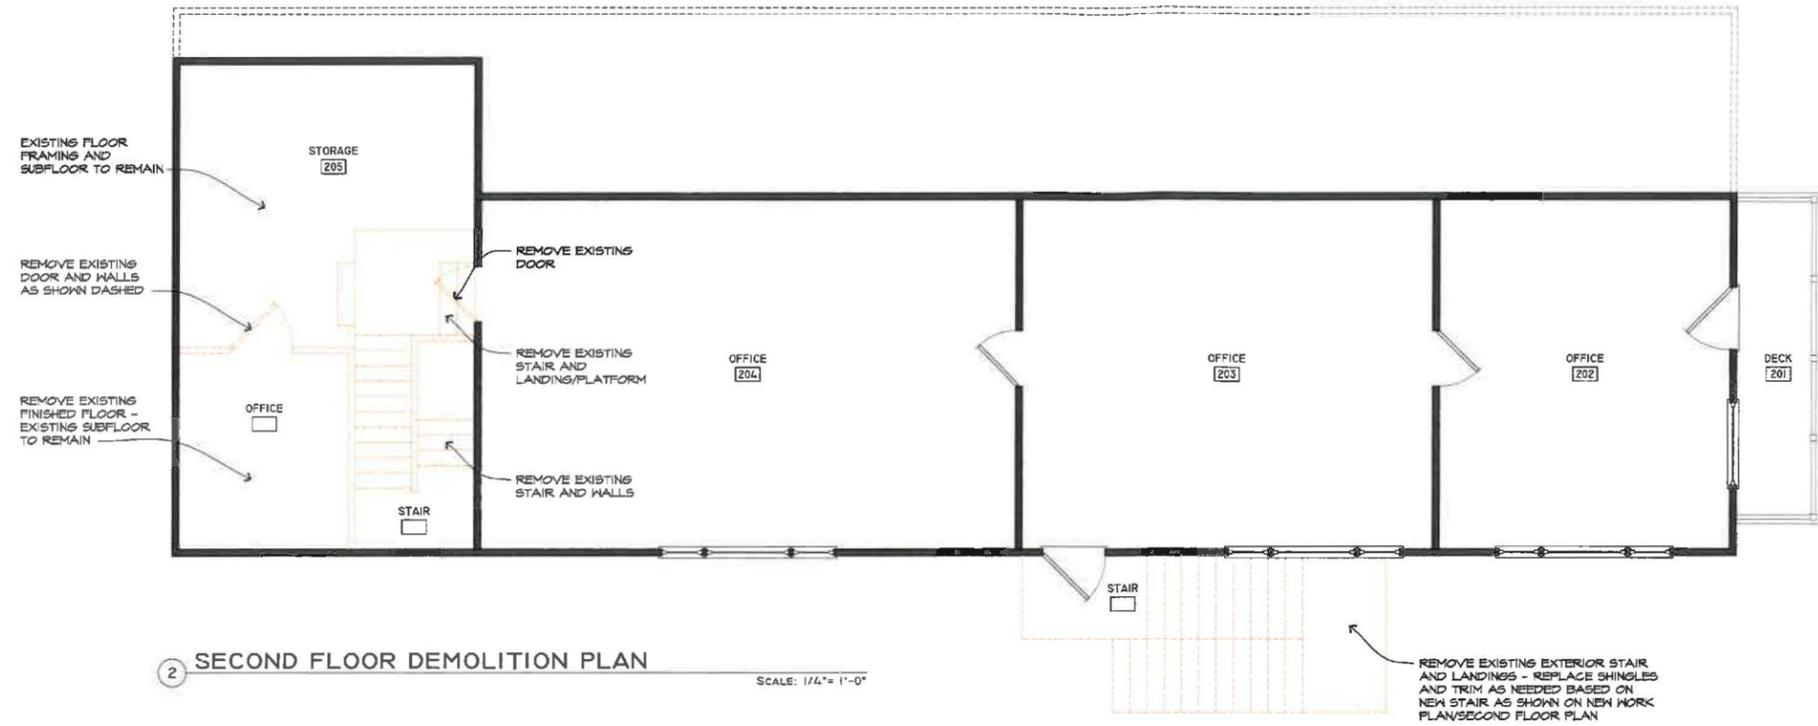 EXISTING FLOOR
FRAMING AND
SUBFLOOR TO REMAIN
STORAGE
205
REMOVE EXISTING
DOOR AND WALLS
AS SHOWN DASHED
REMOVE EXISTING
DOOR
REMOVE EXISTING
STAIR AND
LANDING/PLATFORM
REMOVE EXISTING
FINISHED FLOOR -
EXISTING SUBFLOOR
TO REMAIN
OFFICE
REMOVE EXISTING
STAIR AND WALLS
STAIR
OFFICE
204
OFFICE
203
OFFICE
202
DECK
201
STAIR
2
SECOND FLOOR DEMOLITION PLAN
SCALE: 1/4"= 1'-0"
REMOVE EXISTING EXTERIOR STAIR
AND LANDINGS - REPLACE SHINGLES
AND TRIM AS NEEDED BASED ON
NEW STAIR AS SHOWN ON NEW WORK
PLAN/SECOND FLOOR PLAN